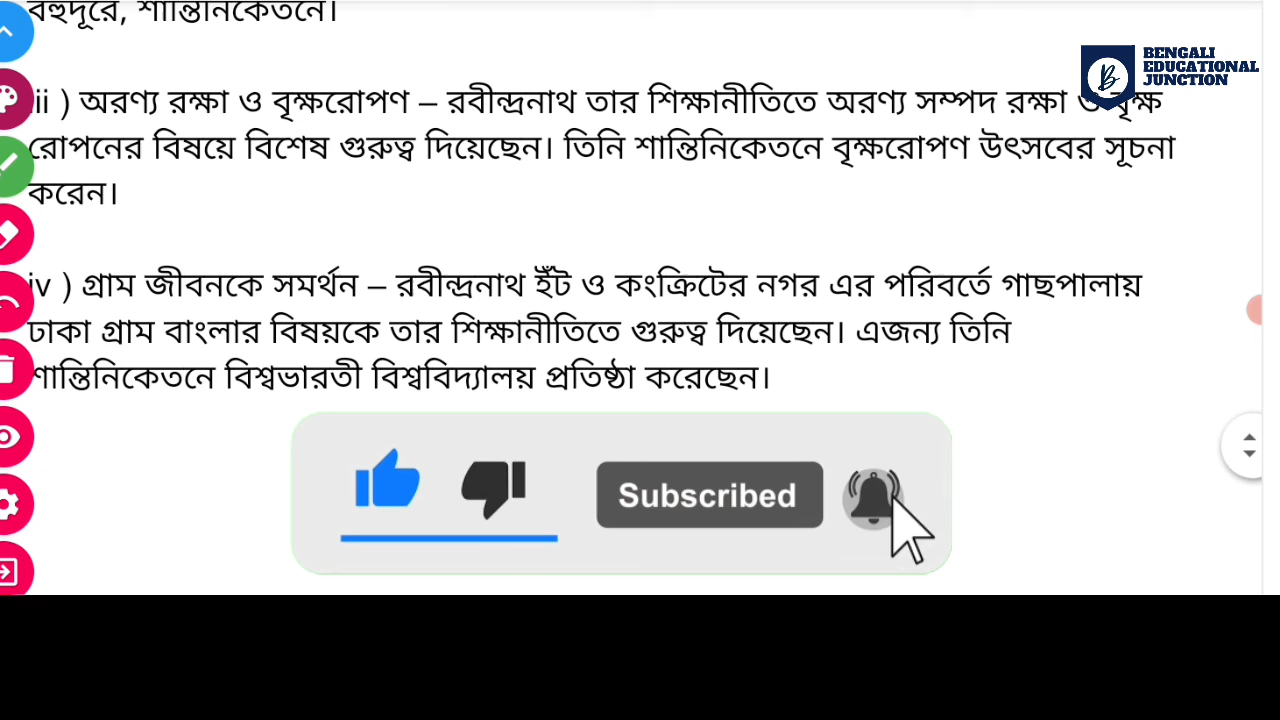 বহুদূরে, শান্তিনিকেতনে।
BENGALI
EDUCATIONAL
JUNCTION
iii ) অরণ্য রক্ষা ও বৃক্ষরোপণ – রবীন্দ্রনাথ তার শিক্ষানীতিতে অরণ্য সম্পদ রক্ষা ও বৃক্ষ
রোপনের বিষয়ে বিশেষ গুরুত্ব দিয়েছেন। তিনি শান্তিনিকেতনে বৃক্ষরোপণ উৎসবের সূচনা
করেন।
iv ) গ্রাম জীবনকে সমর্থন – রবীন্দ্রনাথ ইঁট ও কংক্রিটের নগর এর পরিবর্তে গাছপালায়
ঢাকা গ্রাম বাংলার বিষয়কে তার শিক্ষানীতিতে গুরুত্ব দিয়েছেন। এজন্য তিনি
শান্তিনিকেতনে বিশ্বভারতী বিশ্ববিদ্যালয় প্রতিষ্ঠা করেছেন।
Subscribed